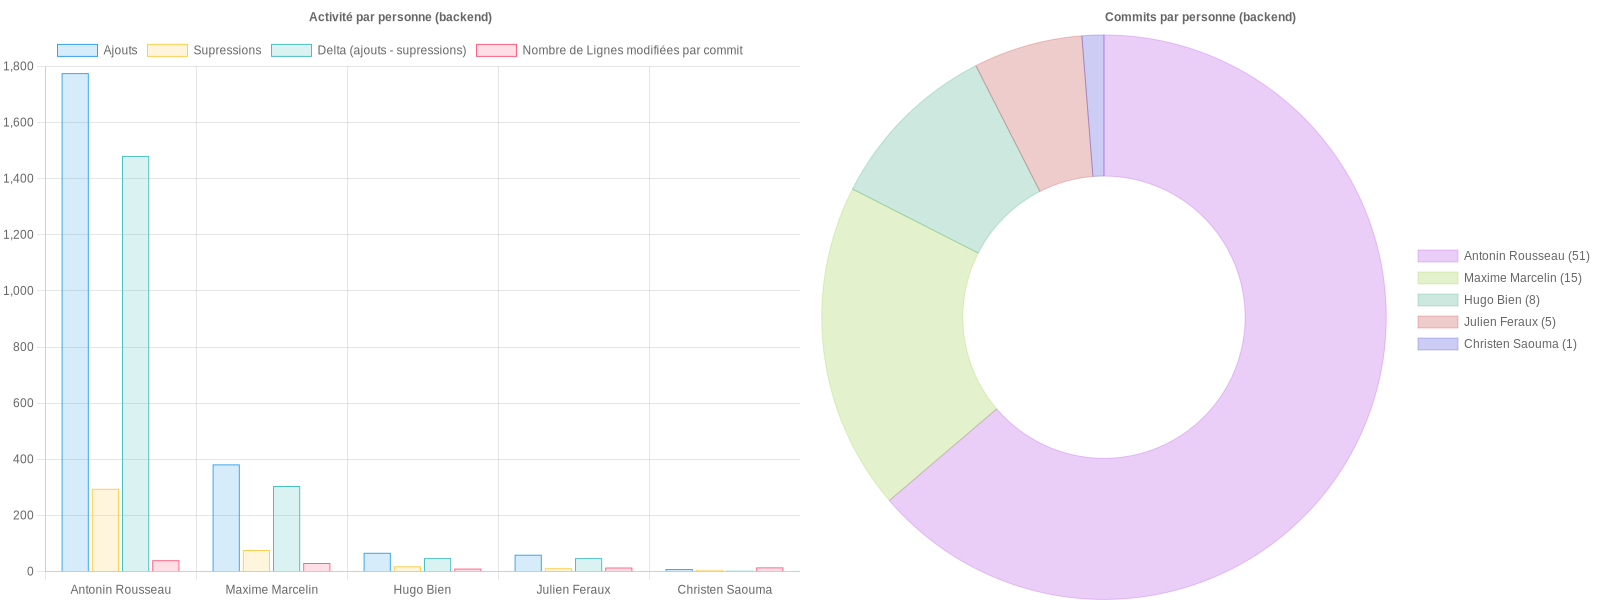 Activité par personne (backend)
Ajouts Supressions Delta (ajouts - supressions) Nombre de Lignes modifiées par commit
1,800
1,600
1,400
1,200
1,000
800
600
400
200
0
Antonin Rousseau Maxime Marcelin Hugo Bien Julien Feraux Christen Saouma
Commits par personne (backend)
Antonin Rousseau (51)
Maxime Marcelin (15)
Hugo Bien (8)
Julien Feraux (5)
Christen Saouma (1)